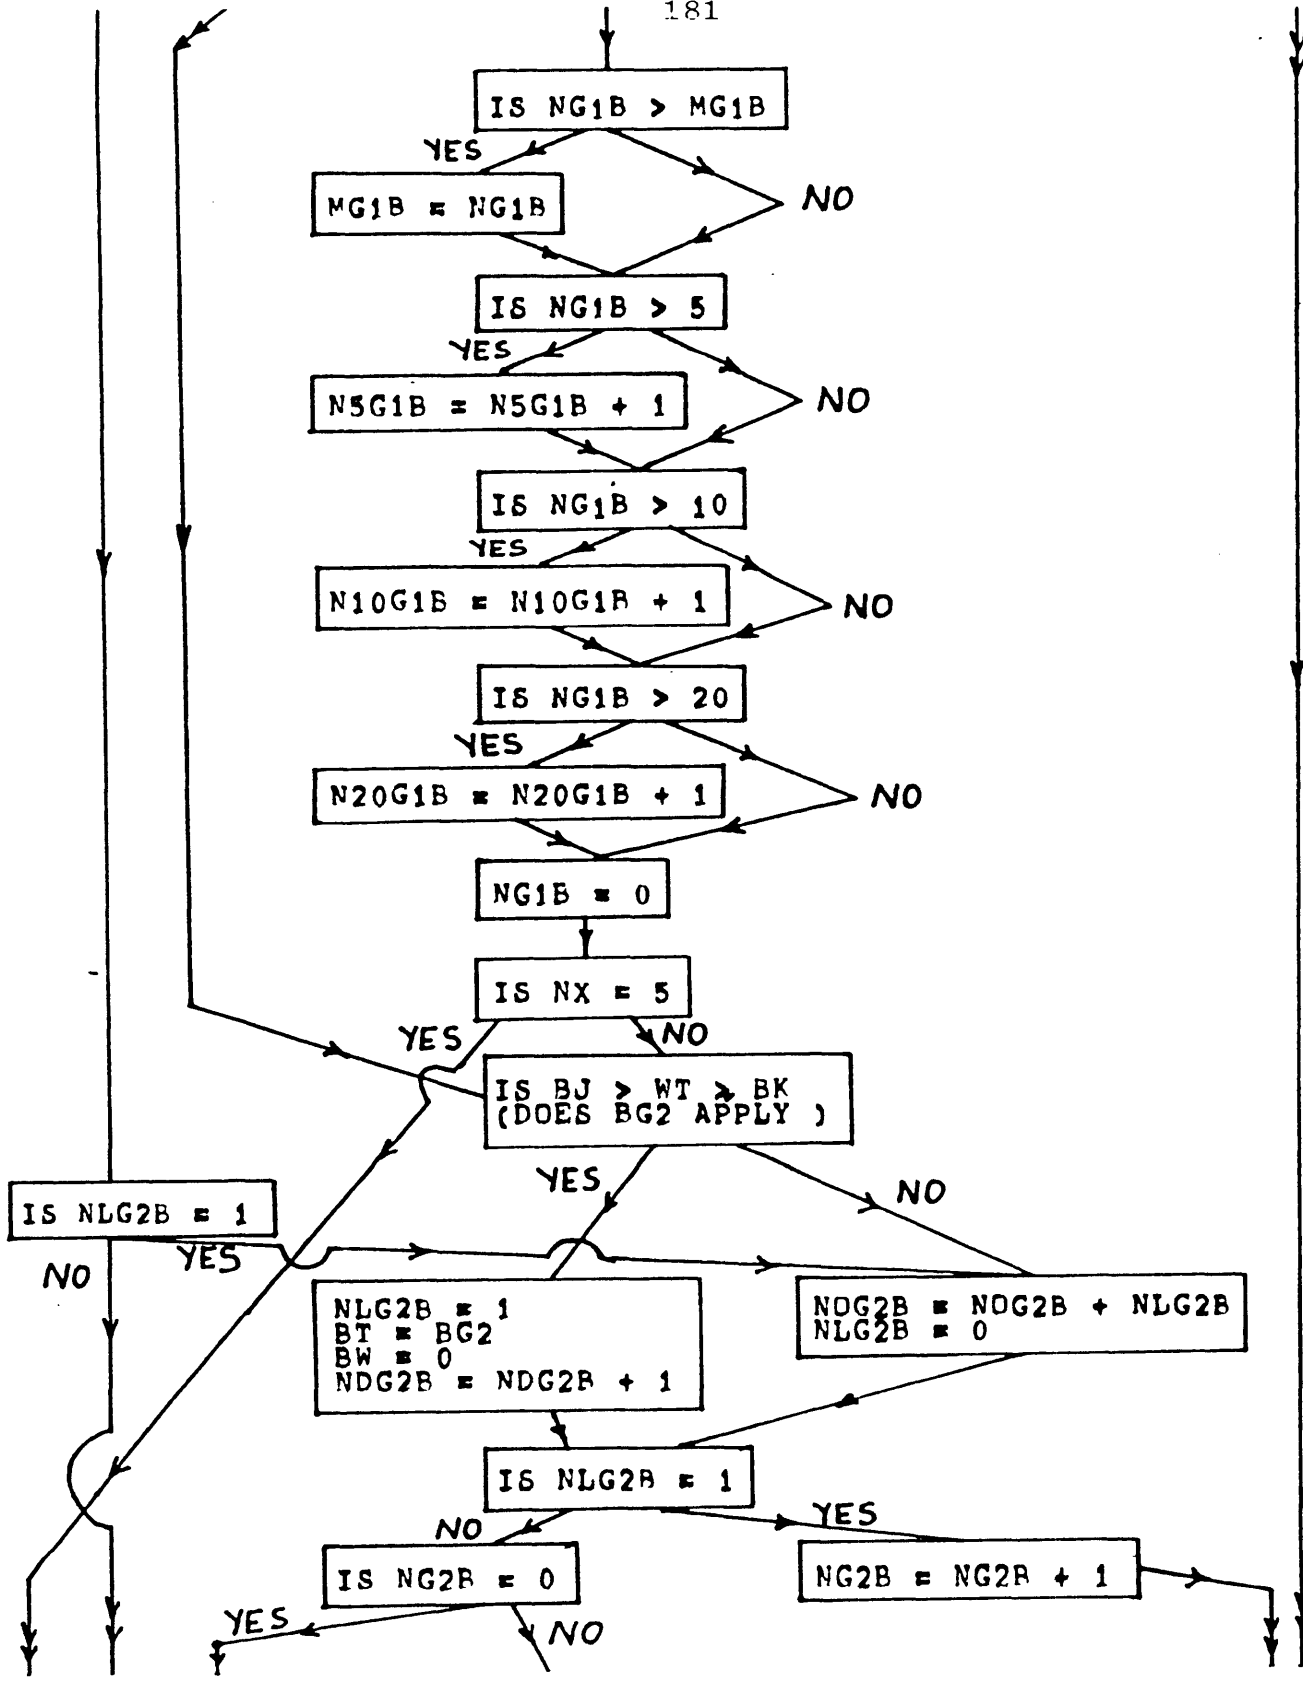 181
IS NG1B > MG1B
YES
NO
MG1B = NG1B
IS NG1B > 5
YES
NO
N5G1B = N5G1B + 1
IS NG1B > 10
YES
NO
N10G1B = N10G1B + 1
IS NG1B > 20
YES
NO
N20G1B = N20G1B + 1
NG1B = 0
IS NX = 5
YES
NO
IS BJ > WT > BK
(DOES BG2 APPLY )
YES
NO
IS NLG2B = 1
YES
NO
NLG2B = 1
BT = BG2
BW = 0
NDG2B = NDG2B + 1
NOG2B = NOG2B + NLG2B
NLG2B = 0
IS NLG2B = 1
NO
YES
IS NG2B = 0
NG2B = NG2B + 1
YES
NO